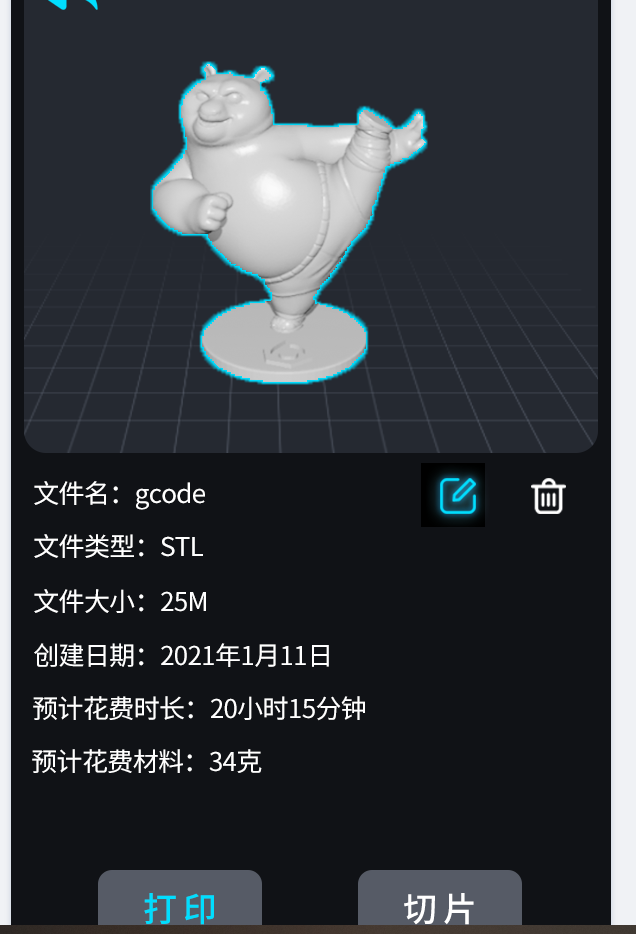 文件名：gcode
文件类型：STL
文件大小：25M
创建日期：2021年1月11日
预计花费时长：20小时15分钟
预计花费材料：34克
打印
切片